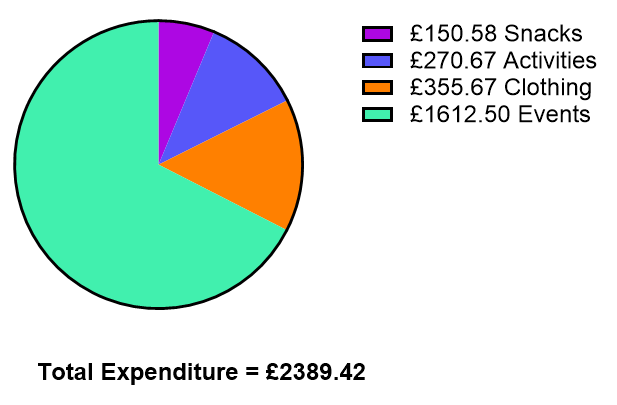 £150.58 Snacks
£270.67 Activities
£355.67 Clothing
£1612.50 Events
Total Expenditure = £2389.42